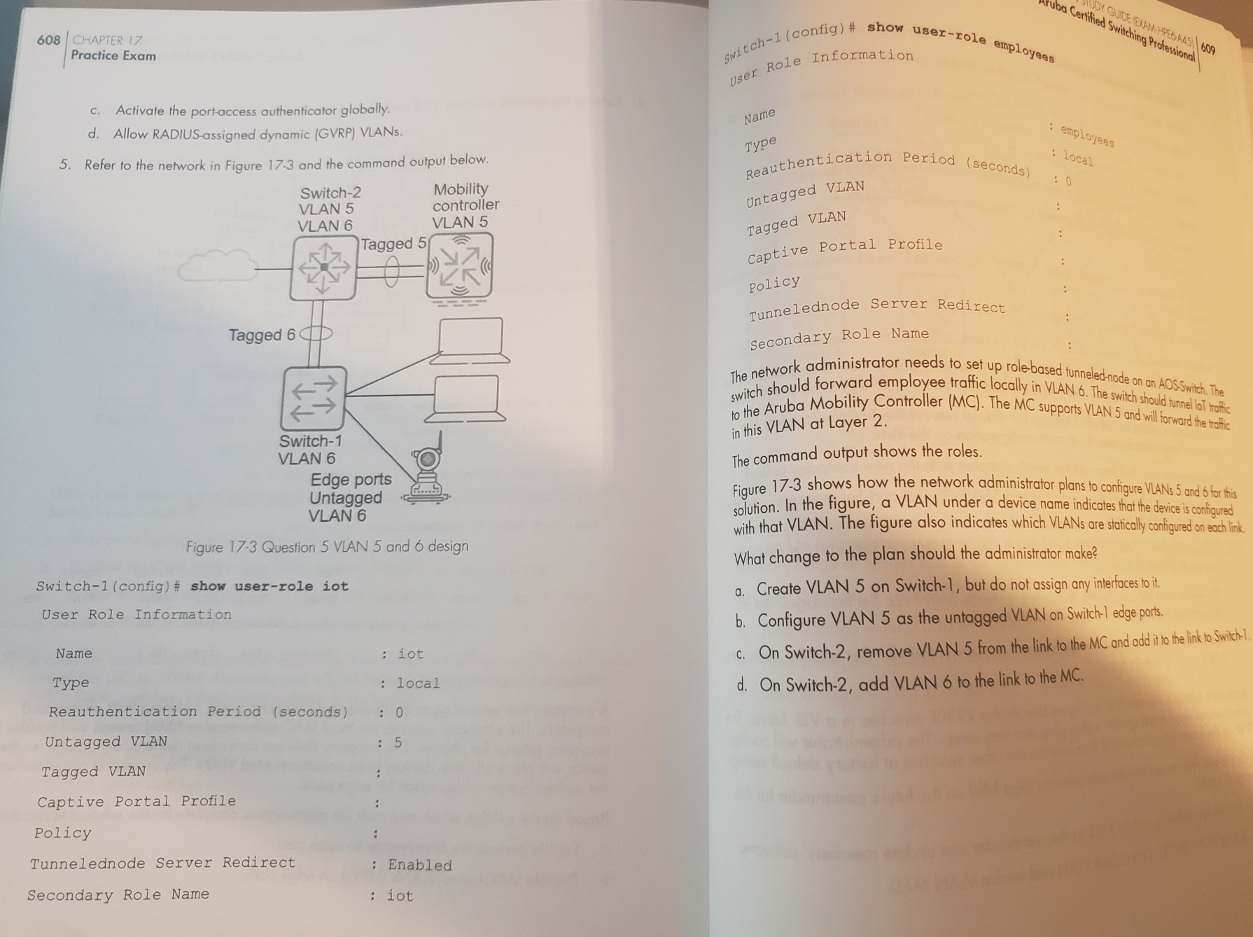 608 CHAPTER 17
Practice Exam
c. Activate the port-access authenticator globally.
d. Allow RADIUS-assigned dynamic (GVRP) VLANs.
5. Refer to the network in Figure 17-3 and the command output below.
Switch-2
VLAN 5
VLAN 6
Mobility
controller
VLAN 5
Tagged 5
Tagged 6
Switch-1
VLAN 6
Edge ports
Untagged
VLAN 6
Figure 17-3 Question 5 VLAN 5 and 6 design
Switch-1(config)# show user-role iot
User Role Information
Name : iot
Type : local
Reauthentication Period (seconds) : 0
Untagged VLAN : 5
Tagged VLAN :
Captive Portal Profile :
Policy :
Tunnelednode Server Redirect : Enabled
Secondary Role Name : iot
STUDY GUIDE (EXAM HPE6-A45) 609
Aruba Certified Switching Professional
Switch-1(config)# show user-role employees
User Role Information
Name : employees
Type : local
Reauthentication Period (seconds) : 0
Untagged VLAN :
Tagged VLAN :
Captive Portal Profile :
Policy :
Tunnelednode Server Redirect :
Secondary Role Name :
The network administrator needs to set up role-based tunneled-node on an AOS-Switch. The
switch should forward employee traffic locally in VLAN 6. The switch should tunnel IoT traffic
to the Aruba Mobility Controller (MC). The MC supports VLAN 5 and will forward the traffic
in this VLAN at Layer 2.
The command output shows the roles.
Figure 17-3 shows how the network administrator plans to configure VLANs 5 and 6 for this
solution. In the figure, a VLAN under a device name indicates that the device is configured
with that VLAN. The figure also indicates which VLANs are statically configured on each link.
What change to the plan should the administrator make?
a. Create VLAN 5 on Switch-1, but do not assign any interfaces to it.
b. Configure VLAN 5 as the untagged VLAN on Switch-1 edge ports.
c. On Switch-2, remove VLAN 5 from the link to the MC and add it to the link to Switch-1.
d. On Switch-2, add VLAN 6 to the link to the MC.